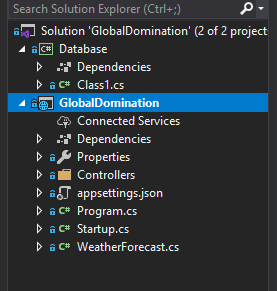 Search Solution Explorer (Ctrl+;)
Solution 'GlobalDomination' (2 of 2 project
Database
Dependencies
C# Class1.cs
GlobalDomination
Connected Services
Dependencies
Properties
Controllers
appsettings.json
C# Program.cs
C# Startup.cs
C# WeatherForecast.cs